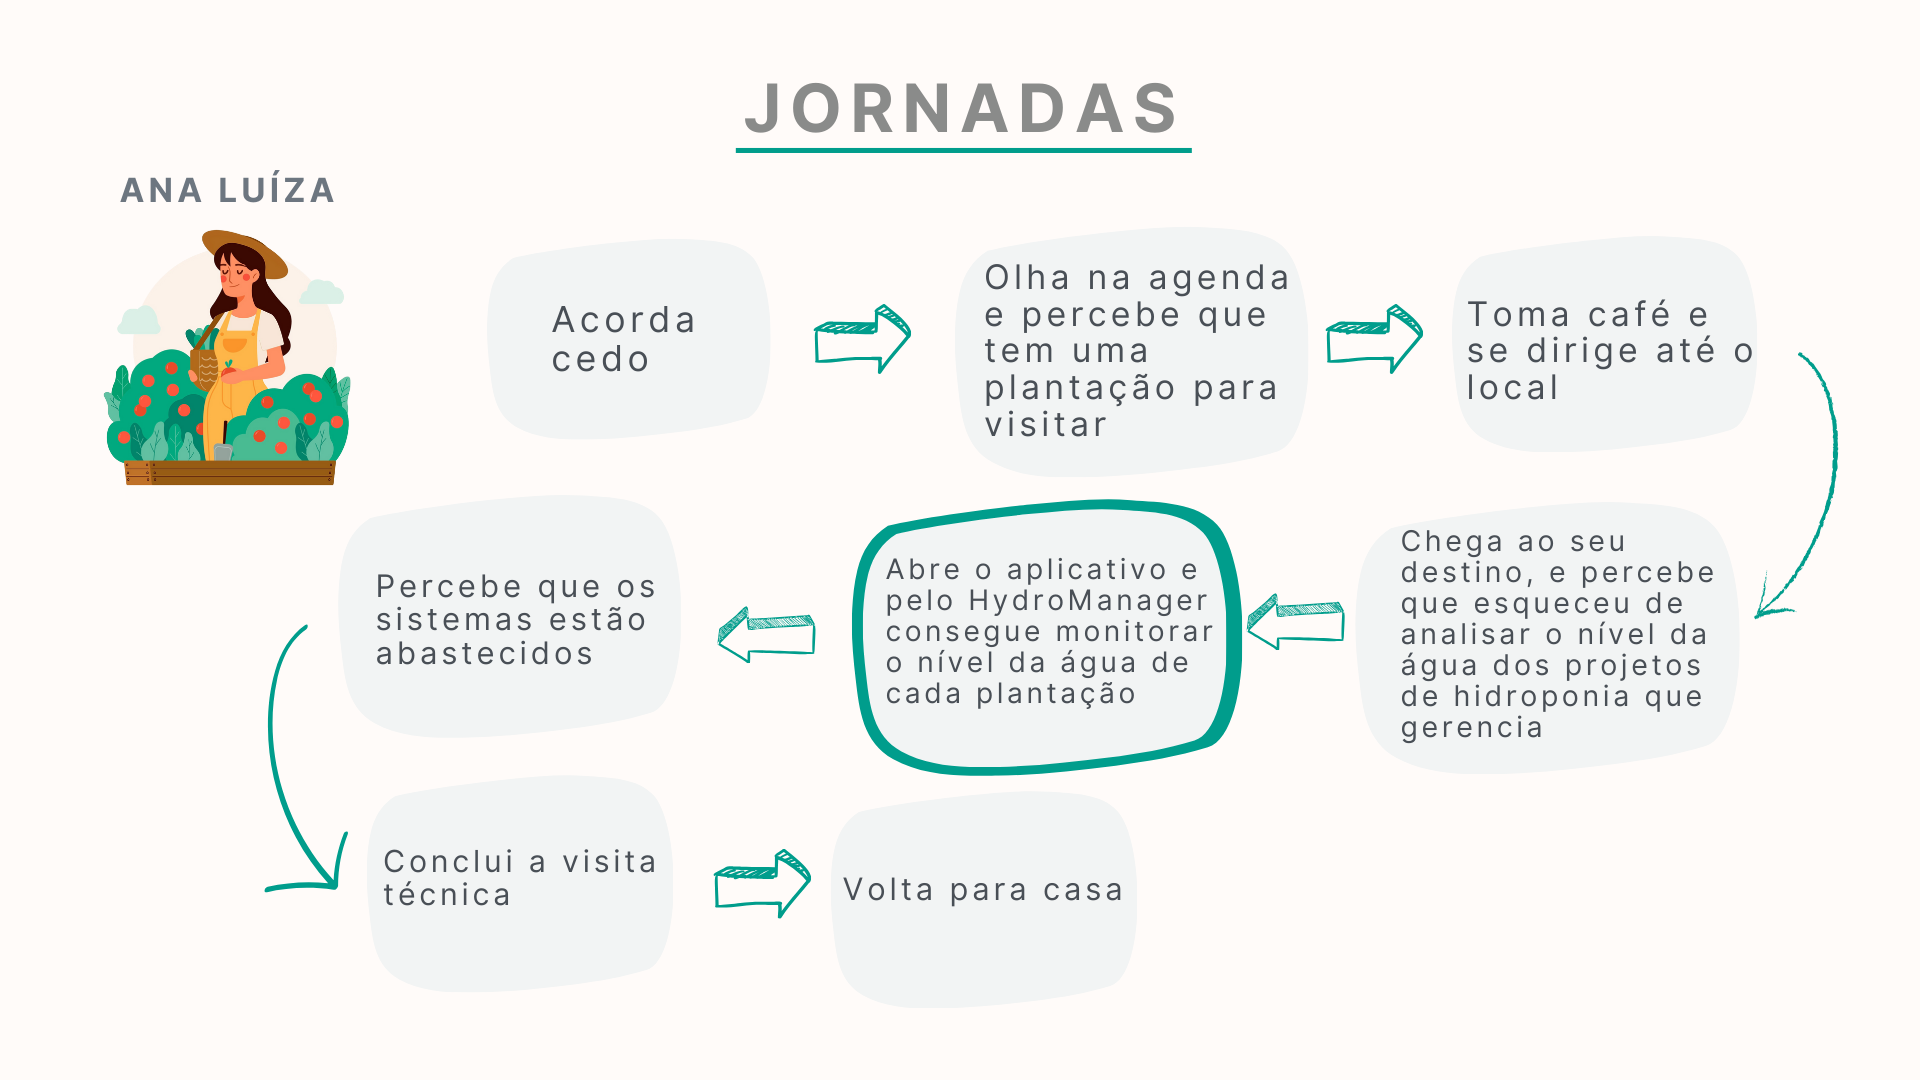 JORNADAS
ANA LUÍZA
Acorda
cedo
Olha na agenda
e percebe que
tem uma
plantação para
visitar
Toma café e
se dirige até o
local
Chega ao seu
destino, e percebe
que esqueceu de
analisar o nível da
água dos projetos
de hidroponia que
gerencia
Abre o aplicativo e
pelo HydroManager
consegue monitorar
o nível da água de
cada plantação
Percebe que os
sistemas estão
abastecidos
Conclui a visita
técnica
Volta para casa